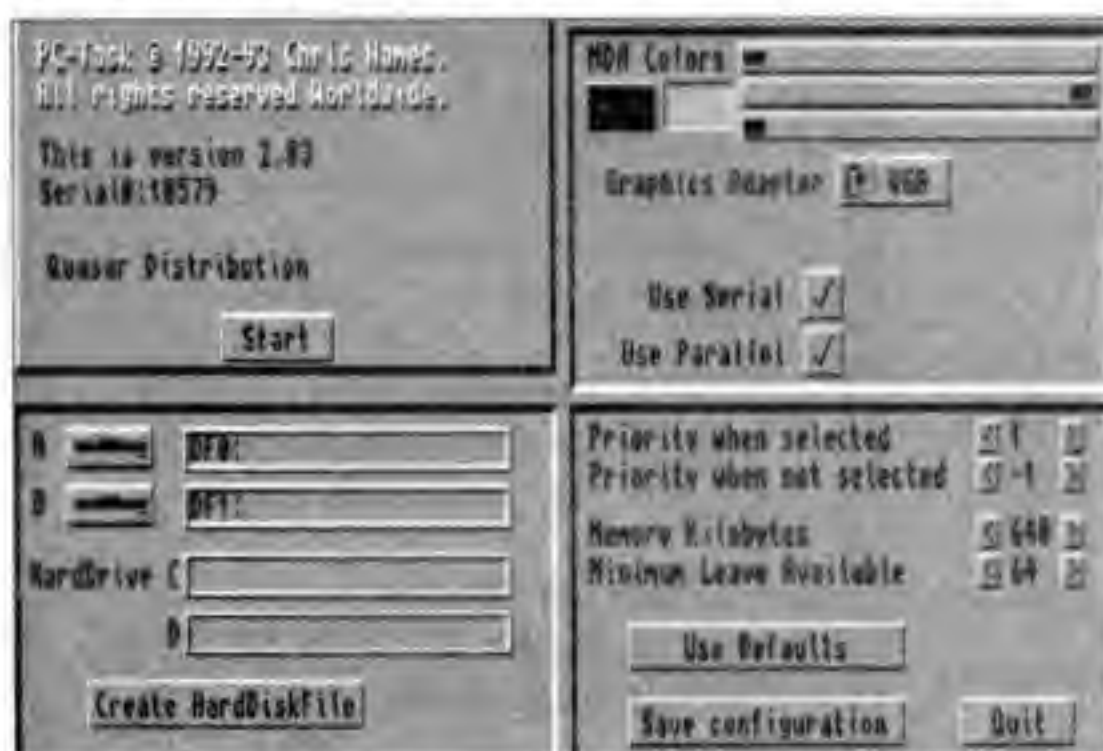 PC-Task © 1992-93 Chris Hames.
All rights reserved Worldwide.
This is version 2.03
Serial#:10579
Quasar Distribution
Start
MDA Colors
Graphics Adaptor VGA
Use Serial ✓
Use Parallel ✓
A DF0:
B DF1:
HardDrive C
D
Create HardDiskFile
Priority when selected 1
Priority when not selected -1
Memory Kilobytes 640
Minimum Leave Available 64
Use Defaults
Save configuration Quit